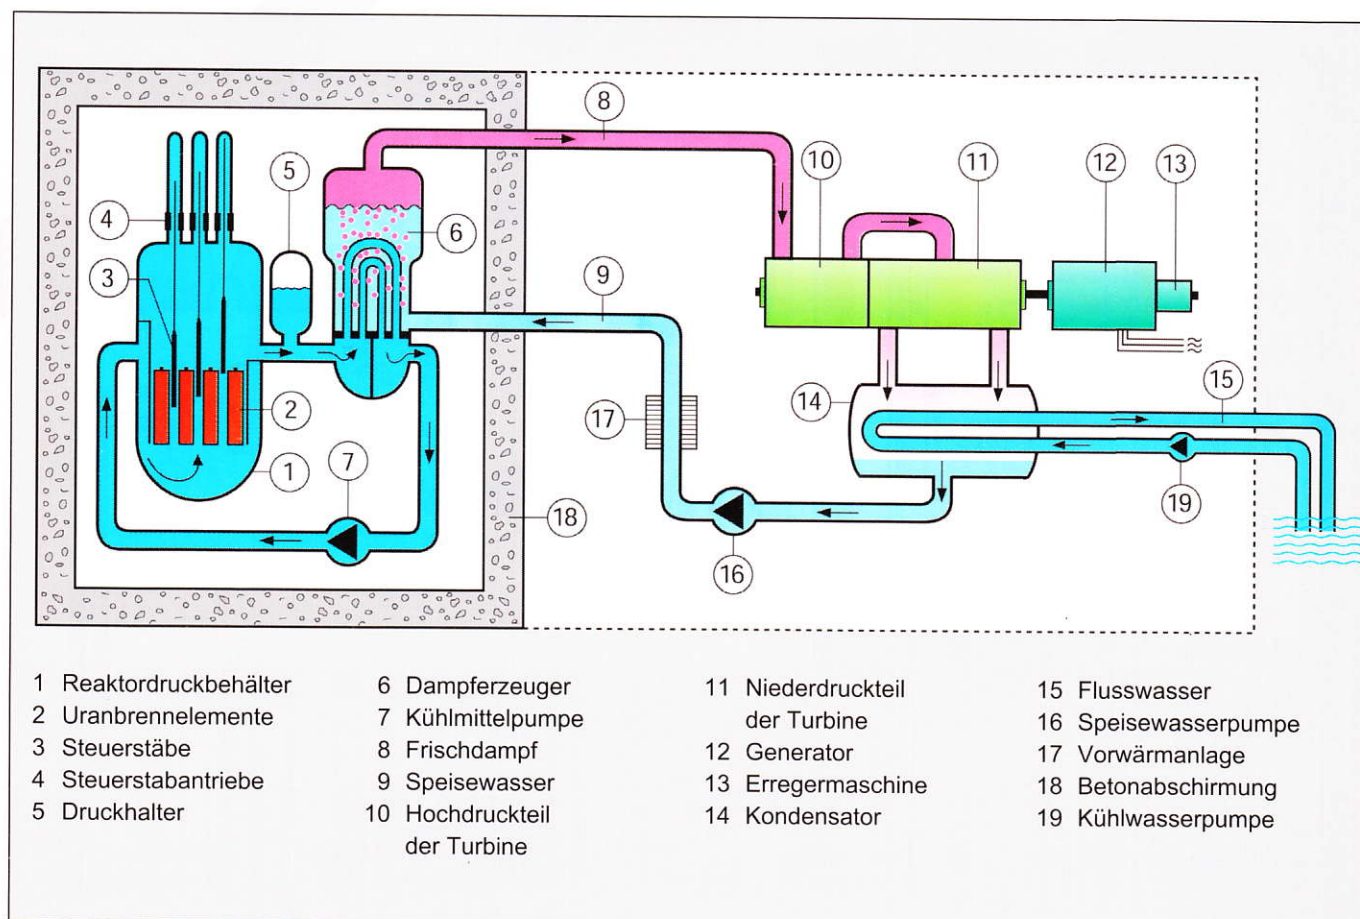 8
10
11
12
13
5
4
6
3
9
15
2
14
17
1
7
18
19
16
1 Reaktordruckbehälter
2 Uranbrennelemente
3 Steuerstäbe
4 Steuerstabantriebe
5 Druckhalter
6 Dampferzeuger
7 Kühlmittelpumpe
8 Frischdampf
9 Speisewasser
10 Hochdruckteil
der Turbine
11 Niederdruckteil
der Turbine
12 Generator
13 Erregermaschine
14 Kondensator
15 Flusswasser
16 Speisewasserpumpe
17 Vorwärmanlage
18 Betonabschirmung
19 Kühlwasserpumpe